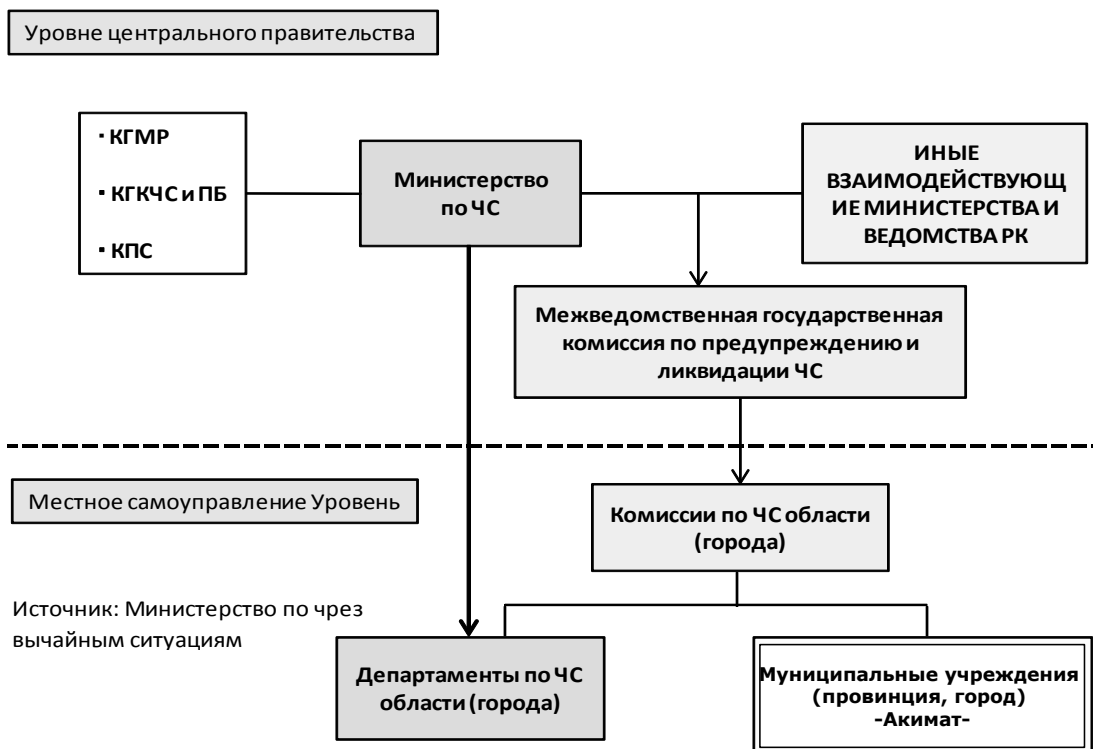 Уровне центрального правительства
· КГМР
· КГКЧС и ПБ
· КПС
Министерство
по ЧС
ИНЫЕ
ВЗАИМОДЕЙСТВУЮЩ
ИЕ МИНИСТЕРСТВА И
ВЕДОМСТВА РК
Межведомственная государственная
комиссия по предупреждению и
ликвидации ЧС
Местное самоуправление Уровень
Комиссии по ЧС области
(города)
Источник: Министерство по чрез
вычайным ситуациям
Департаменты по ЧС
области (города)
Муниципальные учреждения
(провинция, город)
-Акимат-